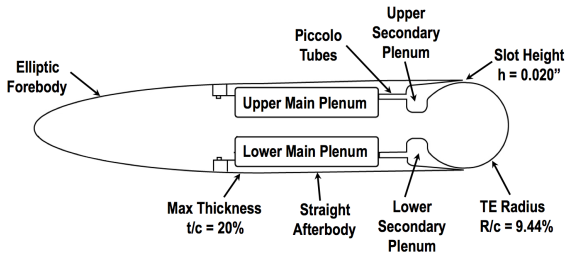 Elliptic
Forebody
Piccolo
Tubes
Upper
Secondary
Plenum
Slot Height
h = 0.020”
Upper Main Plenum
Lower Main Plenum
Max Thickness
t/c = 20%
Straight
Afterbody
Lower
Secondary
Plenum
TE Radius
R/c = 9.44%